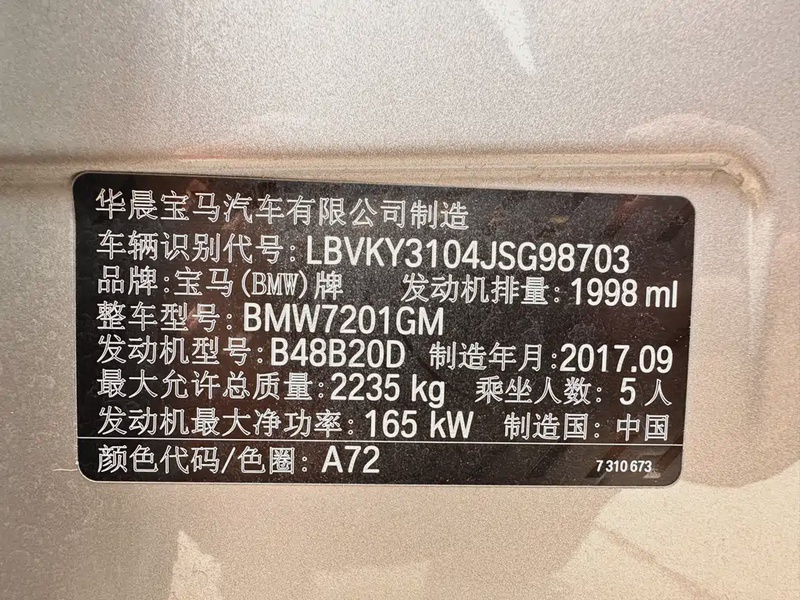 华晨宝马汽车有限公司制造
车辆识别代号: LBVKY3104JSG98703
品牌: 宝马(BMW)牌 发动机排量: 1998 ml
整车型号: BMW7201GM
发动机型号: B48B20D 制造年月: 2017.09
最大允许总质量: 2235 kg 乘坐人数: 5 人
发动机最大净功率: 165 kW 制造国: 中国
颜色代码/色圈: A72 7 310 673